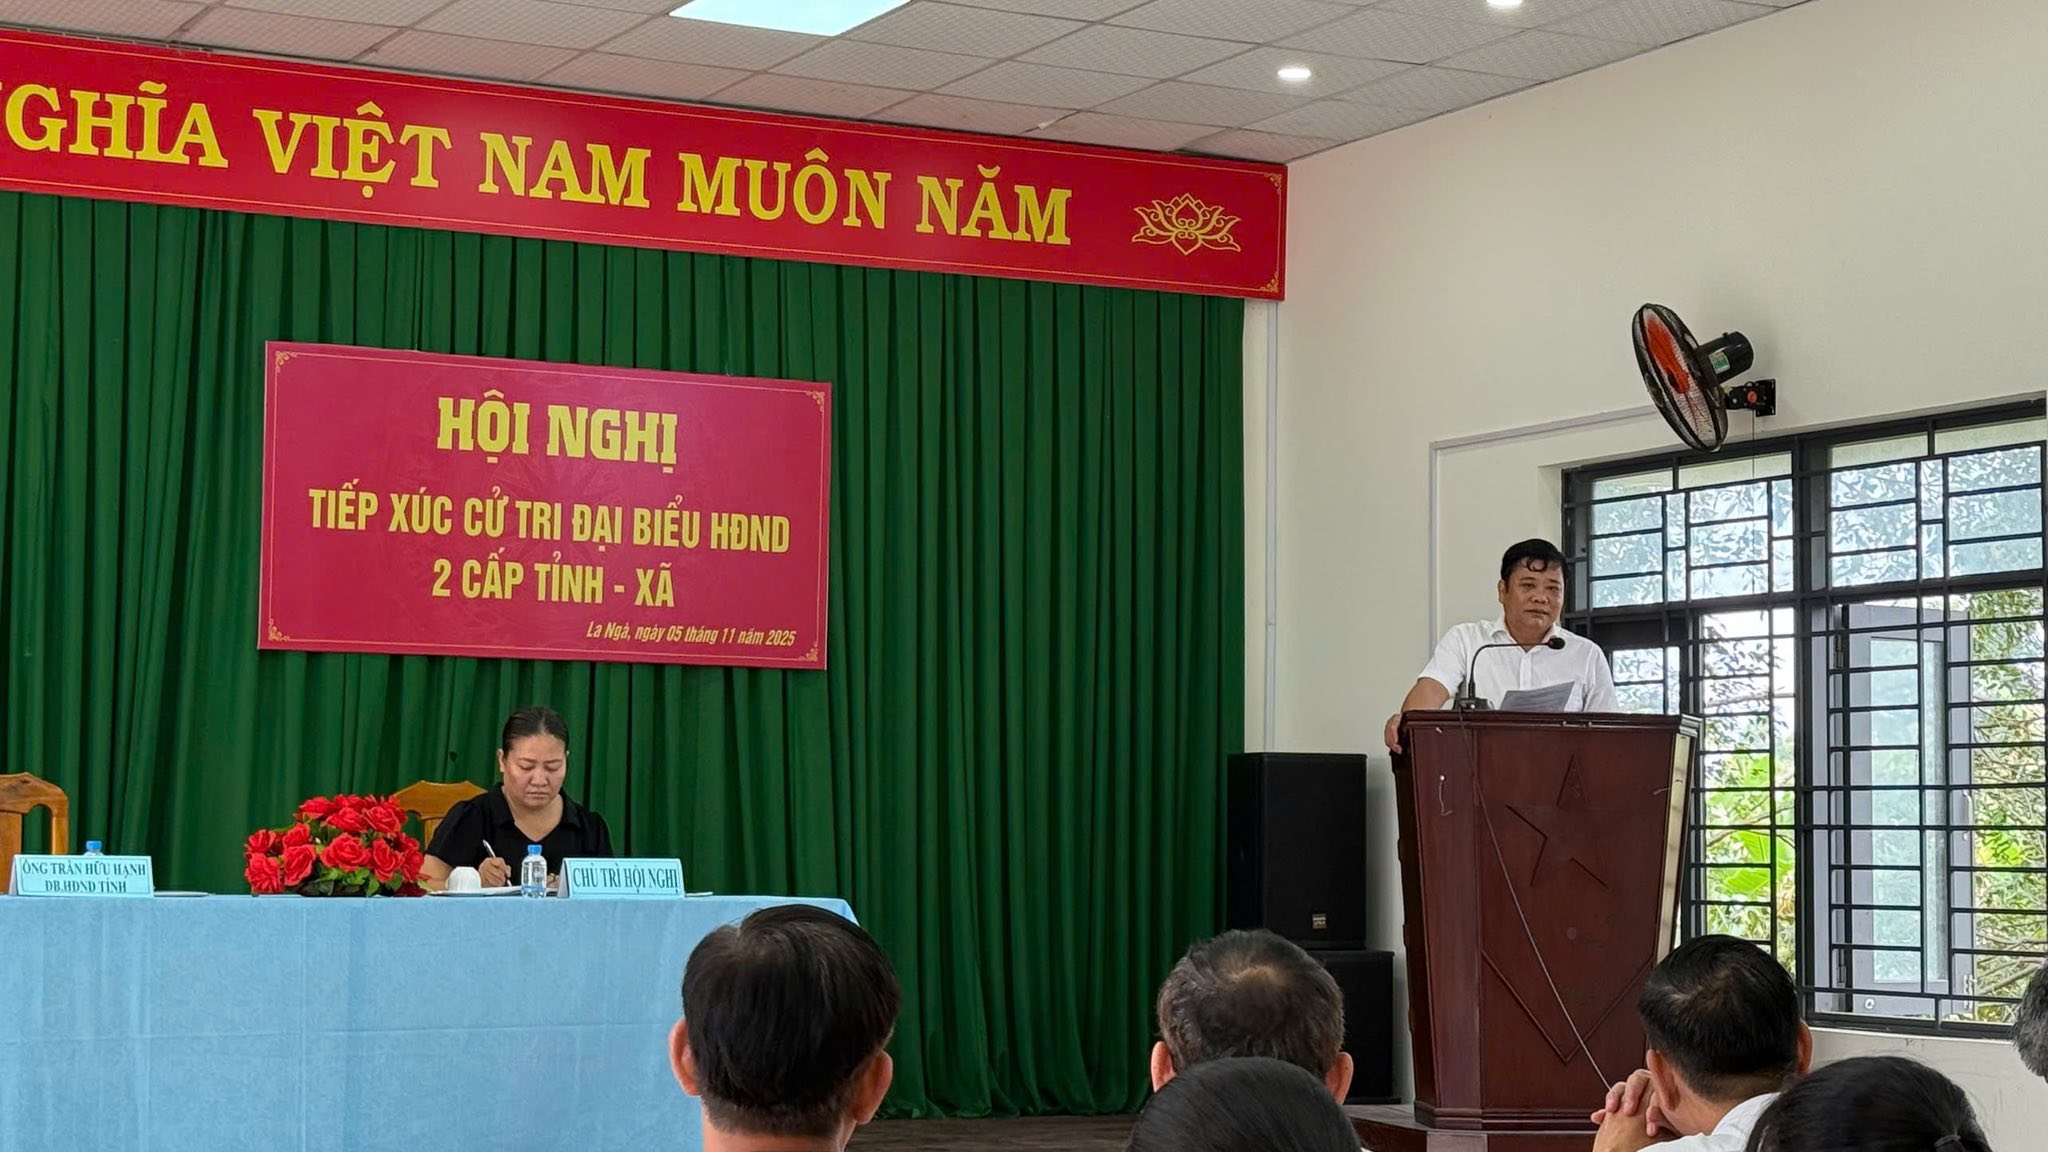 NGHĨA VIỆT NAM MUÔN NĂM
HỘI NGHỊ
TIẾP XÚC CỬ TRI ĐẠI BIỂU HĐND
2 CẤP TỈNH - XÃ
La Ngà, ngày 05 tháng 11 năm 2025
ÔNG TRẦN HỮU HẠNH
ĐB.HĐND TỈNH
CHỦ TRÌ HỘI NGHỊ